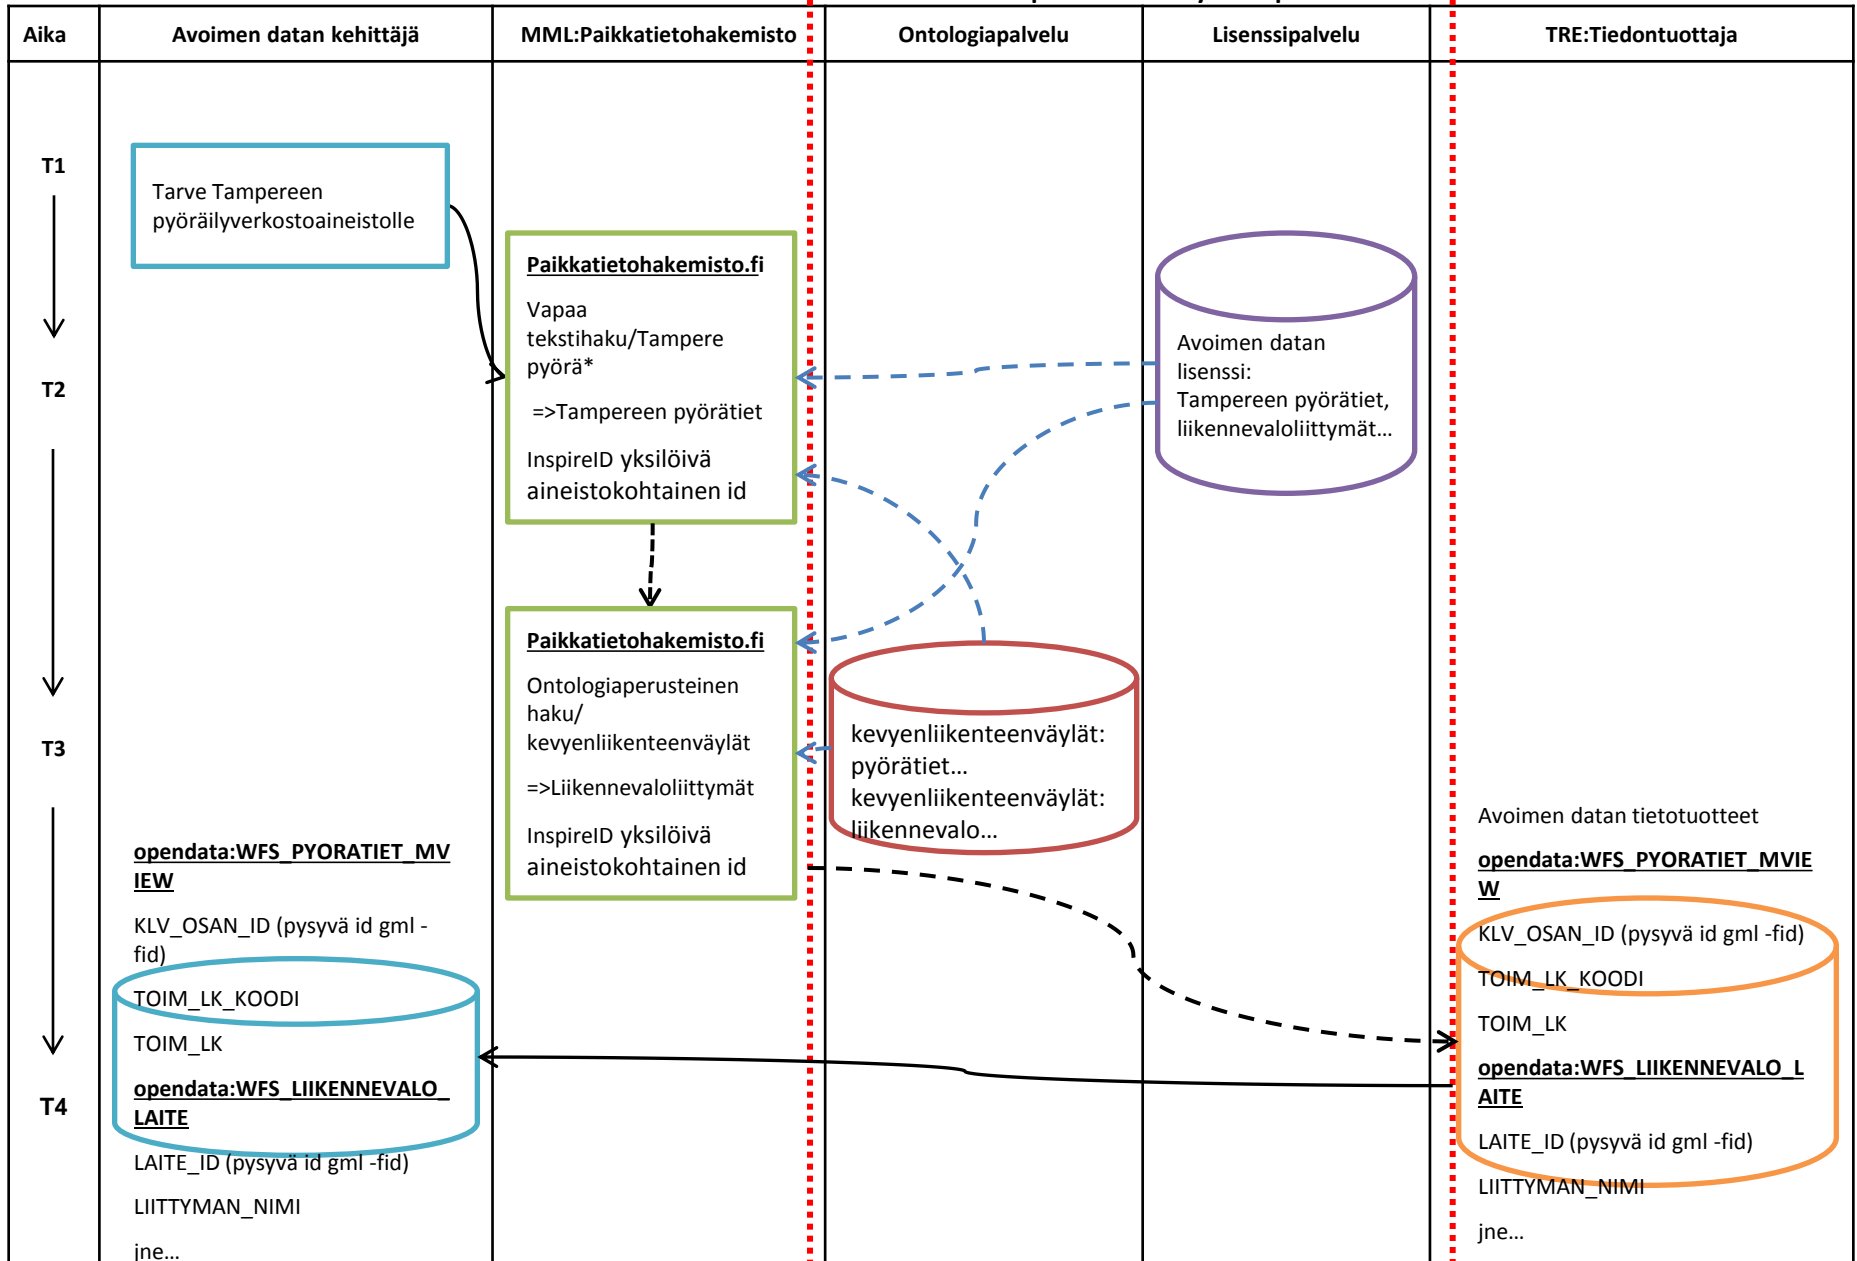 Aika
Avoimen datan kehittäjä
MML:Paikkatietohakemisto
Ontologiapalvelu
Lisenssipalvelu
TRE:Tiedontuottaja
T1
T2
T3
T4
Tarve Tampereen
pyöräilyverkostoaineistolle
Paikkatietohakemisto.fi
Vapaa
tekstihaku/Tampere
pyörä*
=>Tampereen pyörätiet
InspireID yksilöivä
aineistokohtainen id
Paikkatietohakemisto.fi
Ontologiaperusteinen
haku/
kevyenliikenteenväylät
=>Liikennevaloliittymät
InspireID yksilöivä
aineistokohtainen id
Avoimen datan
lisenssi:
Tampereen pyörätiet,
liikennevaloliittymät…
kevyenliikenteenväylät:
pyörätiet…
kevyenliikenteenväylät:
liikennevalo…
opendata:WFS_PYORATIET_MV
IEW
KLV_OSAN_ID (pysyvä id gml -
fid)
TOIM_LK_KOODI
TOIM_LK
opendata:WFS_LIIKENNEVALO_
LAITE
LAITE_ID (pysyvä id gml -fid)
LIITTYMAN_NIMI
jne…
Avoimen datan tietotuotteet
opendata:WFS_PYORATIET_MVIE
W
KLV_OSAN_ID (pysyvä id gml -fid)
TOIM_LK_KOODI
TOIM_LK
opendata:WFS_LIIKENNEVALO_L
AITE
LAITE_ID (pysyvä id gml -fid)
LIITTYMAN_NIMI
jne…